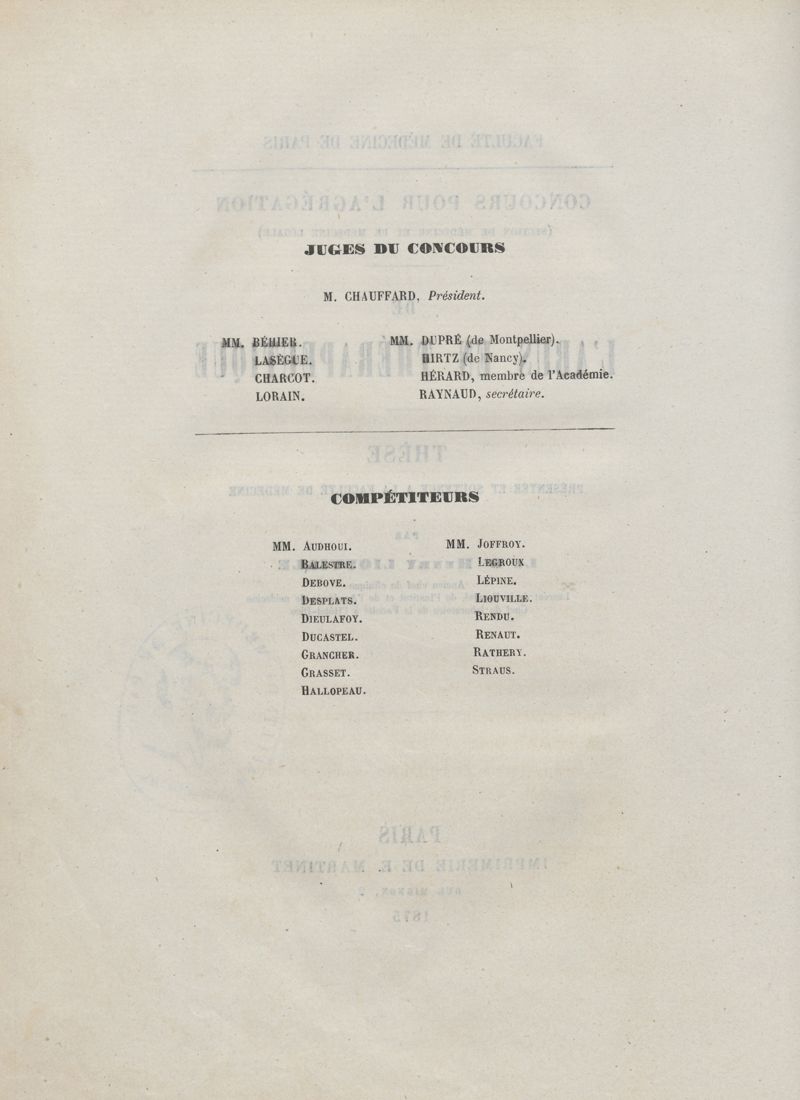 JUGES DU CONCOURS
M. CHAUFFARD, Président.
MM. BÉHIER.
LASÈGUE.
CHARCOT.
LORAIN.
MM. DUPRÉ (de Montpellier).
HIRTZ (de Nancy).
HÉRARD, membre de l'Académie.
RAYNAUD, secrétaire.
COMPÉTITEURS
MM. AUDHOUI.
BALESTRE.
DEBOVE.
DESPLATS.
DIEULAFOY.
DUCASTEL.
GRANCHER.
GRASSET.
HALLOPEAU.
MM. JOFFROY.
LEGROUX
LÉPINE.
LIOUVILLE.
RENDU.
RENAUT.
RATHERY.
STRAUS.